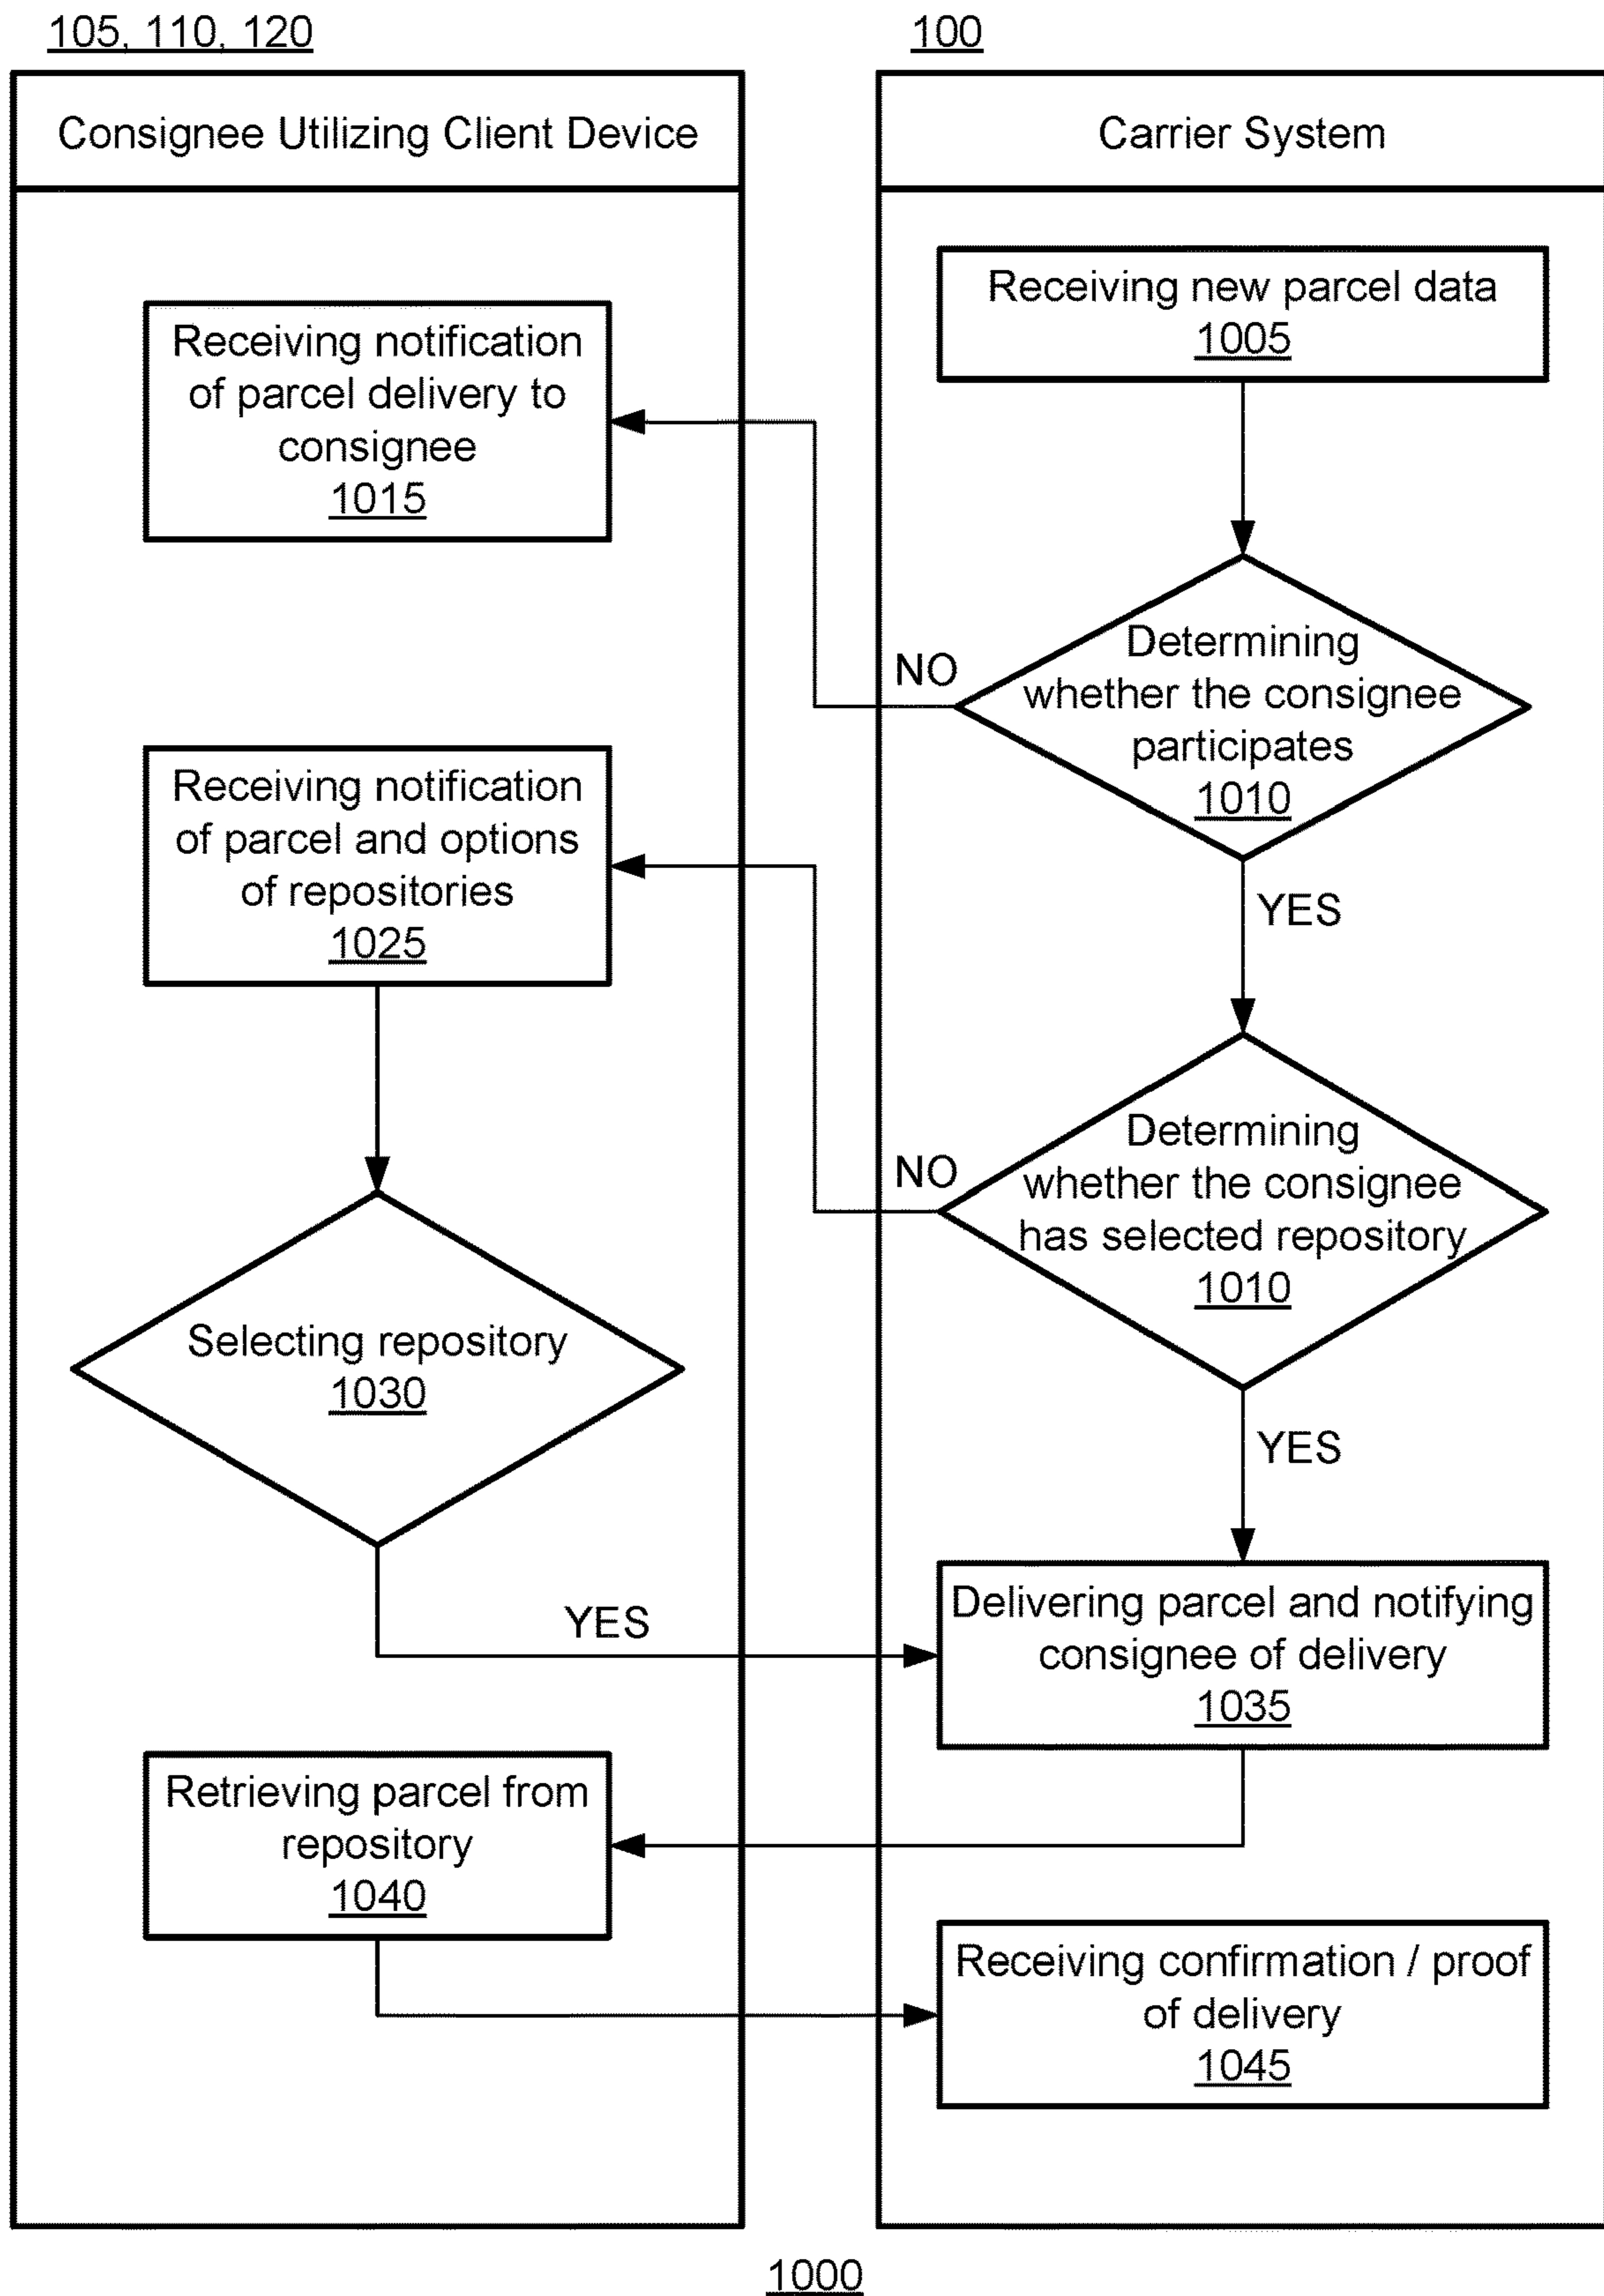 105, 110, 120
Consignee Utilizing Client Device
Receiving notification
of parcel delivery to
consignee
1015
Receiving notification
of parcel and options
of repositories
1025
Selecting repository
1030
YES
Retrieving parcel from
repository
1040
100
Carrier System
Receiving new parcel data
1005
Determining
whether the consignee
participates
1010
NO
YES
Determining
whether the consignee
has selected repository
1010
NO
YES
Delivering parcel and notifying
consignee of delivery
1035
Receiving confirmation / proof
of delivery
1045
1000